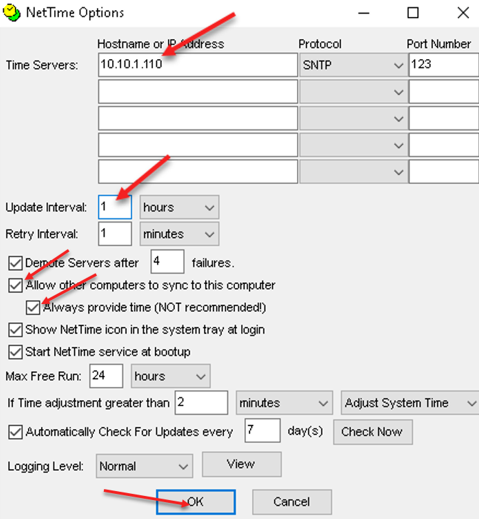 NetTime Options
Hostname or IP Address Protocol Port Number
Time Servers: 10.10.1.110 SNTP 123
Update Interval: 1 hours
Retry Interval: 1 minutes
Demote Servers after 4 failures.
Allow other computers to sync to this computer
Always provide time (NOT recommended!)
Show NetTime icon in the system tray at login
Start NetTime service at bootup
Max Free Run: 24 hours
If Time adjustment greater than 2 minutes Adjust System Time
Automatically Check For Updates every 7 day(s) Check Now
Logging Level: Normal View
OK Cancel